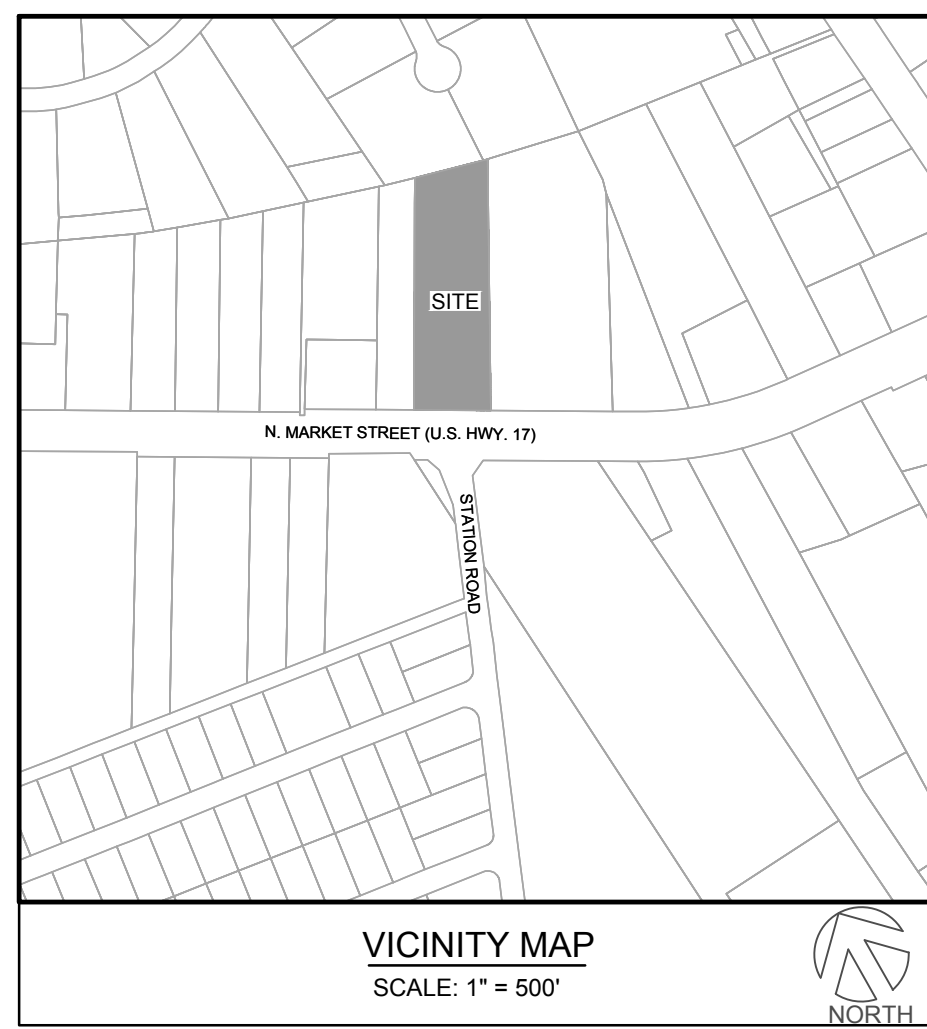 SITE
N. MARKET STREET (U.S. HWY. 17)
STATION ROAD
VICINITY MAP
SCALE: 1" = 500'
NORTH